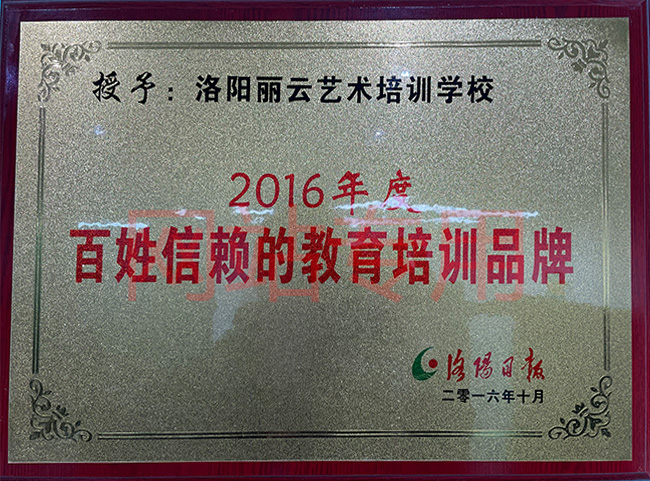 授予：洛阳丽云艺术培训学校
2016年度
百姓信赖的教育培训品牌
洛陽日报
二零一六年十月